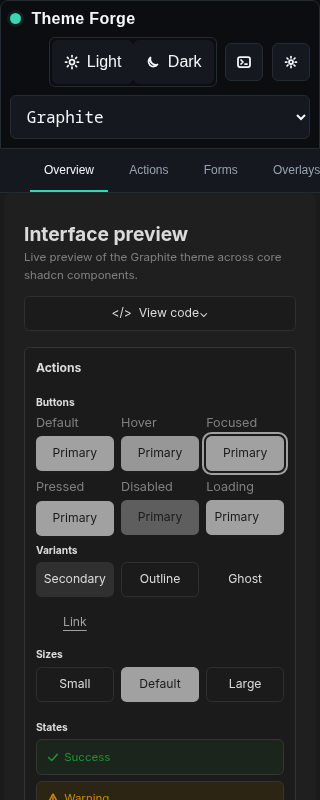 Theme Forge
Light Dark
Graphite
Overview Actions Forms Overlays
Interface preview
Live preview of the Graphite theme across core
shadcn components.
</> View code
Actions
Buttons
Default Hover Focused
Primary Primary Primary
Pressed Disabled Loading
Primary Primary Primary
Variants
Secondary Outline Ghost
Link
Sizes
Small Default Large
States
Success
Warning